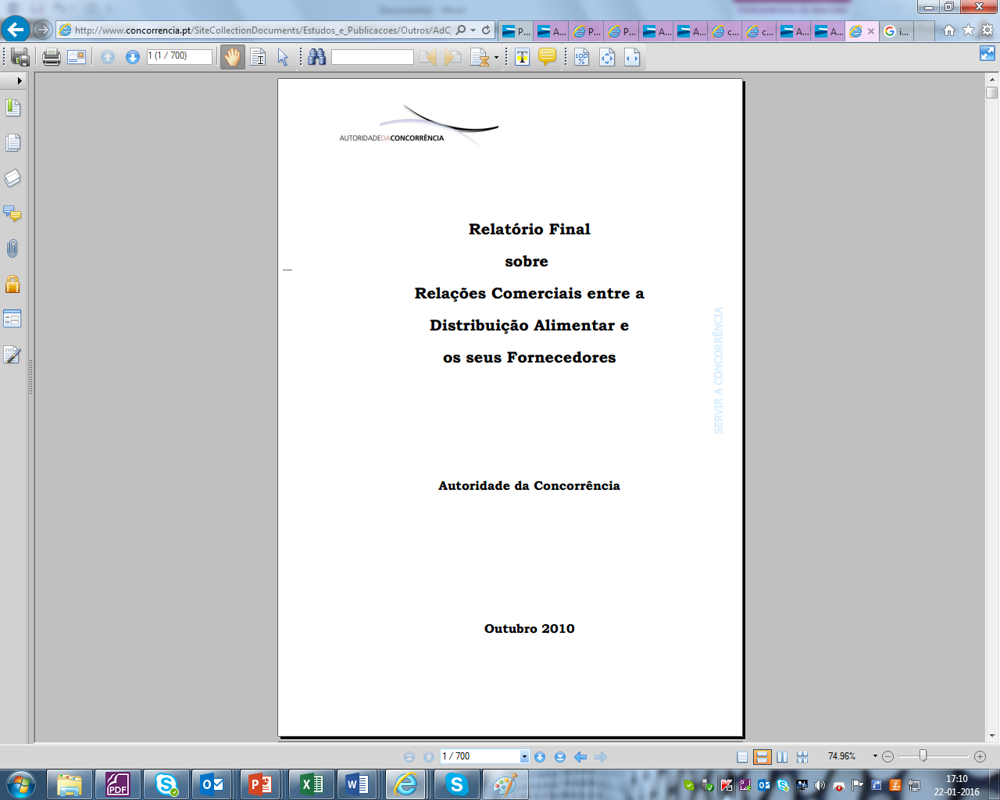 http://www.concorrencia.pt/SiteCollectionDocuments/Estudos_e_Publicacoes/Outros/AdC_
P... A... P... P... A... A... c... c... A... A... i...
1 (1 / 700)
AUTORIDADEDACONCORRÊNCIA
Relatório Final
sobre
Relações Comerciais entre a
Distribuição Alimentar e
os seus Fornecedores
SERVIR A CONCORRÊNCIA
Autoridade da Concorrência
Outubro 2010
1 / 700
74.96%
17:10
22-01-2016